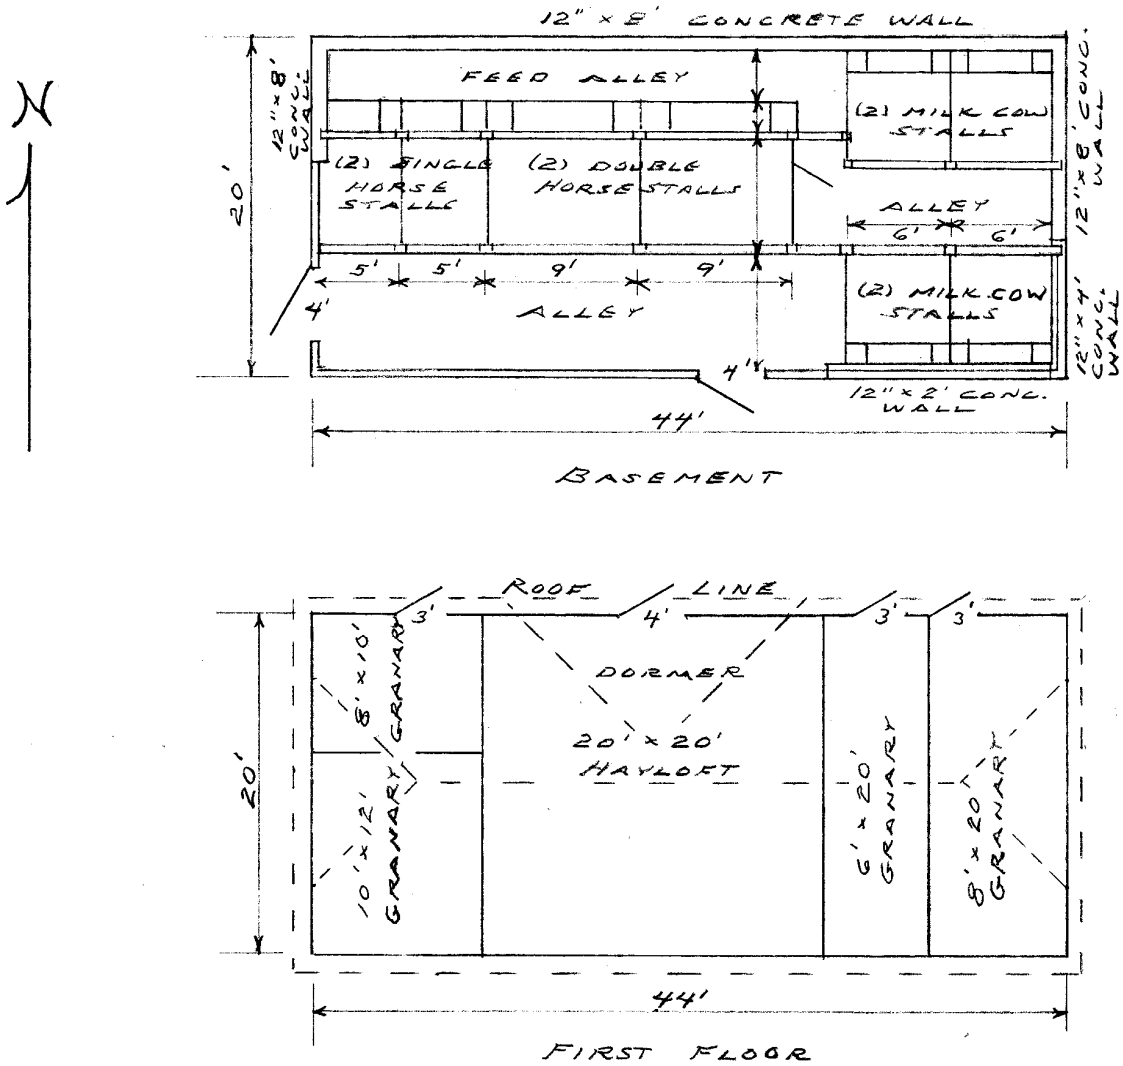 12" × 8' CONCRETE WALL
N
20'
12" × 8'
CONC.
WALL
FEED ALLEY
(2) MILK COW
STALLS
12" × 8' CONC.
WALL
(2) SINGLE
HORSE
STALLS
(2) DOUBLE
HORSE STALLS
ALLEY
6' 6'
5' 5' 9' 9'
4'
ALLEY
(2) MILK COW
STALLS
12" × 4'
CONC.
WALL
4'
12" × 2' CONC.
WALL
44'
BASEMENT
ROOF LINE
3' 4' 3' 3'
8' × 10'
GRANARY
DORMER
20' × 20'
HAYLOFT
20'
10' × 12'
GRANARY
6' × 20'
GRANARY
8' × 20'
GRANARY
44'
FIRST FLOOR